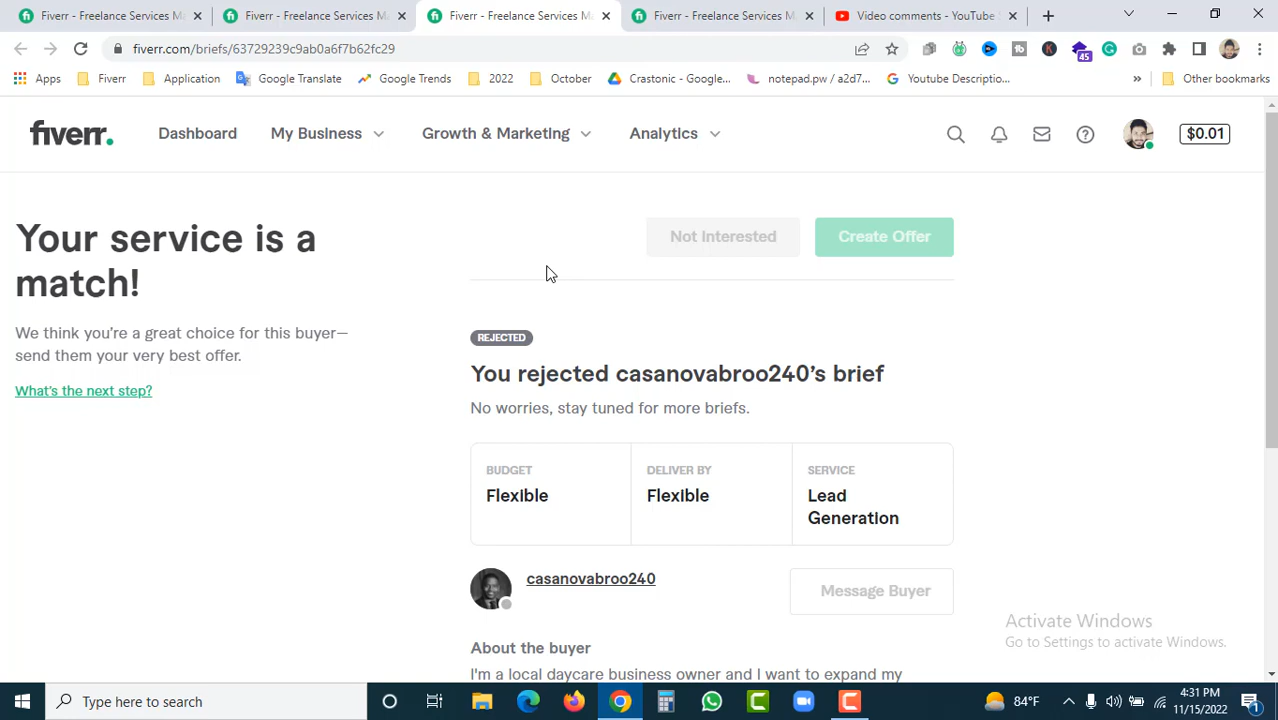 Fiverr - Freelance Services Ma
Fiverr - Freelance Services M
Fiverr - Freelance Services M
Fiverr - Freelance Services M
Video comments - YouTube
fiverr.com/briefs/63729239c9ab0a6f7b62fc29
45
Apps
Fiverr
Application
Google Translate
Google Trends
2022
October
Crastonic - Google...
notepad.pw / a2d7...
Youtube Descriptio...
»
Other bookmarks
fiverr.
Dashboard
My Business
Growth & Marketing
Analytics
$0.01
Your service is a
match!
We think you're a great choice for this buyer—
send them your very best offer.
What's the next step?
Not Interested
Create Offer
REJECTED
You rejected casanovabroo240's brief
No worries, stay tuned for more briefs.
BUDGET
Flexible
DELIVER BY
Flexible
SERVICE
Lead
Generation
casanovabroo240
Message Buyer
About the buyer
I'm a local daycare business owner and I want to expand my
Activate Windows
Go to Settings to activate Windows.
Type here to search
84°F
4:31 PM
11/15/2022
1